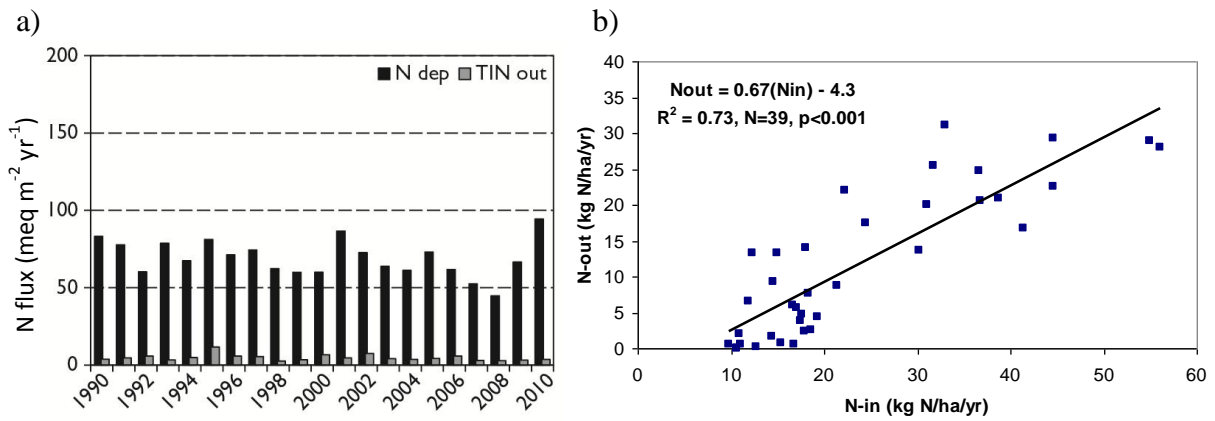 a)
200
150
100
50
0
N flux (meq m⁻² yr⁻¹)
N dep TIN out
1990 1992 1994 1996 1998 2000 2002 2004 2006 2008 2010
b)
40
35
30
25
20
15
10
5
0
N-out (kg N/ha/yr)
Nout = 0.67(Nin) - 4.3
R² = 0.73, N=39, p<0.001
0 10 20 30 40 50 60
N-in (kg N/ha/yr)